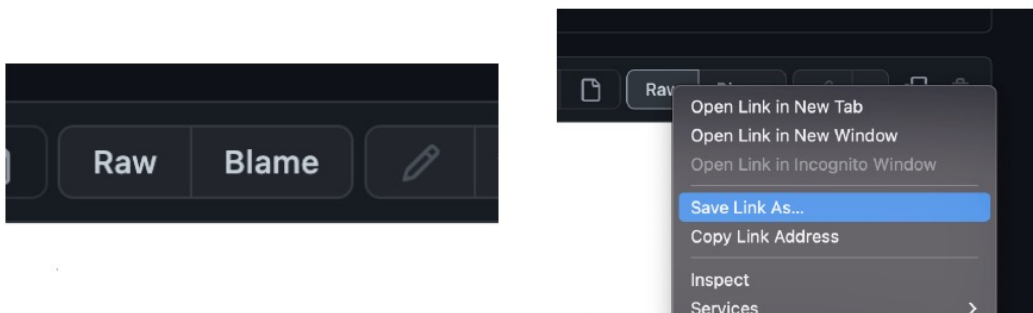 Raw Blame
Raw
Open Link in New Tab
Open Link in New Window
Open Link in Incognito Window
Save Link As...
Copy Link Address
Inspect
Services